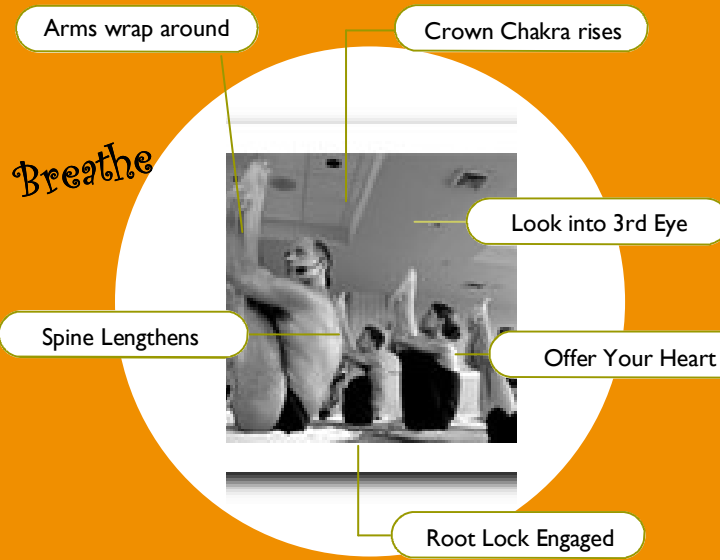 Arms wrap around
Crown Chakra rises
Breathe
Look into 3rd Eye
Spine Lengthens
Offer Your Heart
Root Lock Engaged